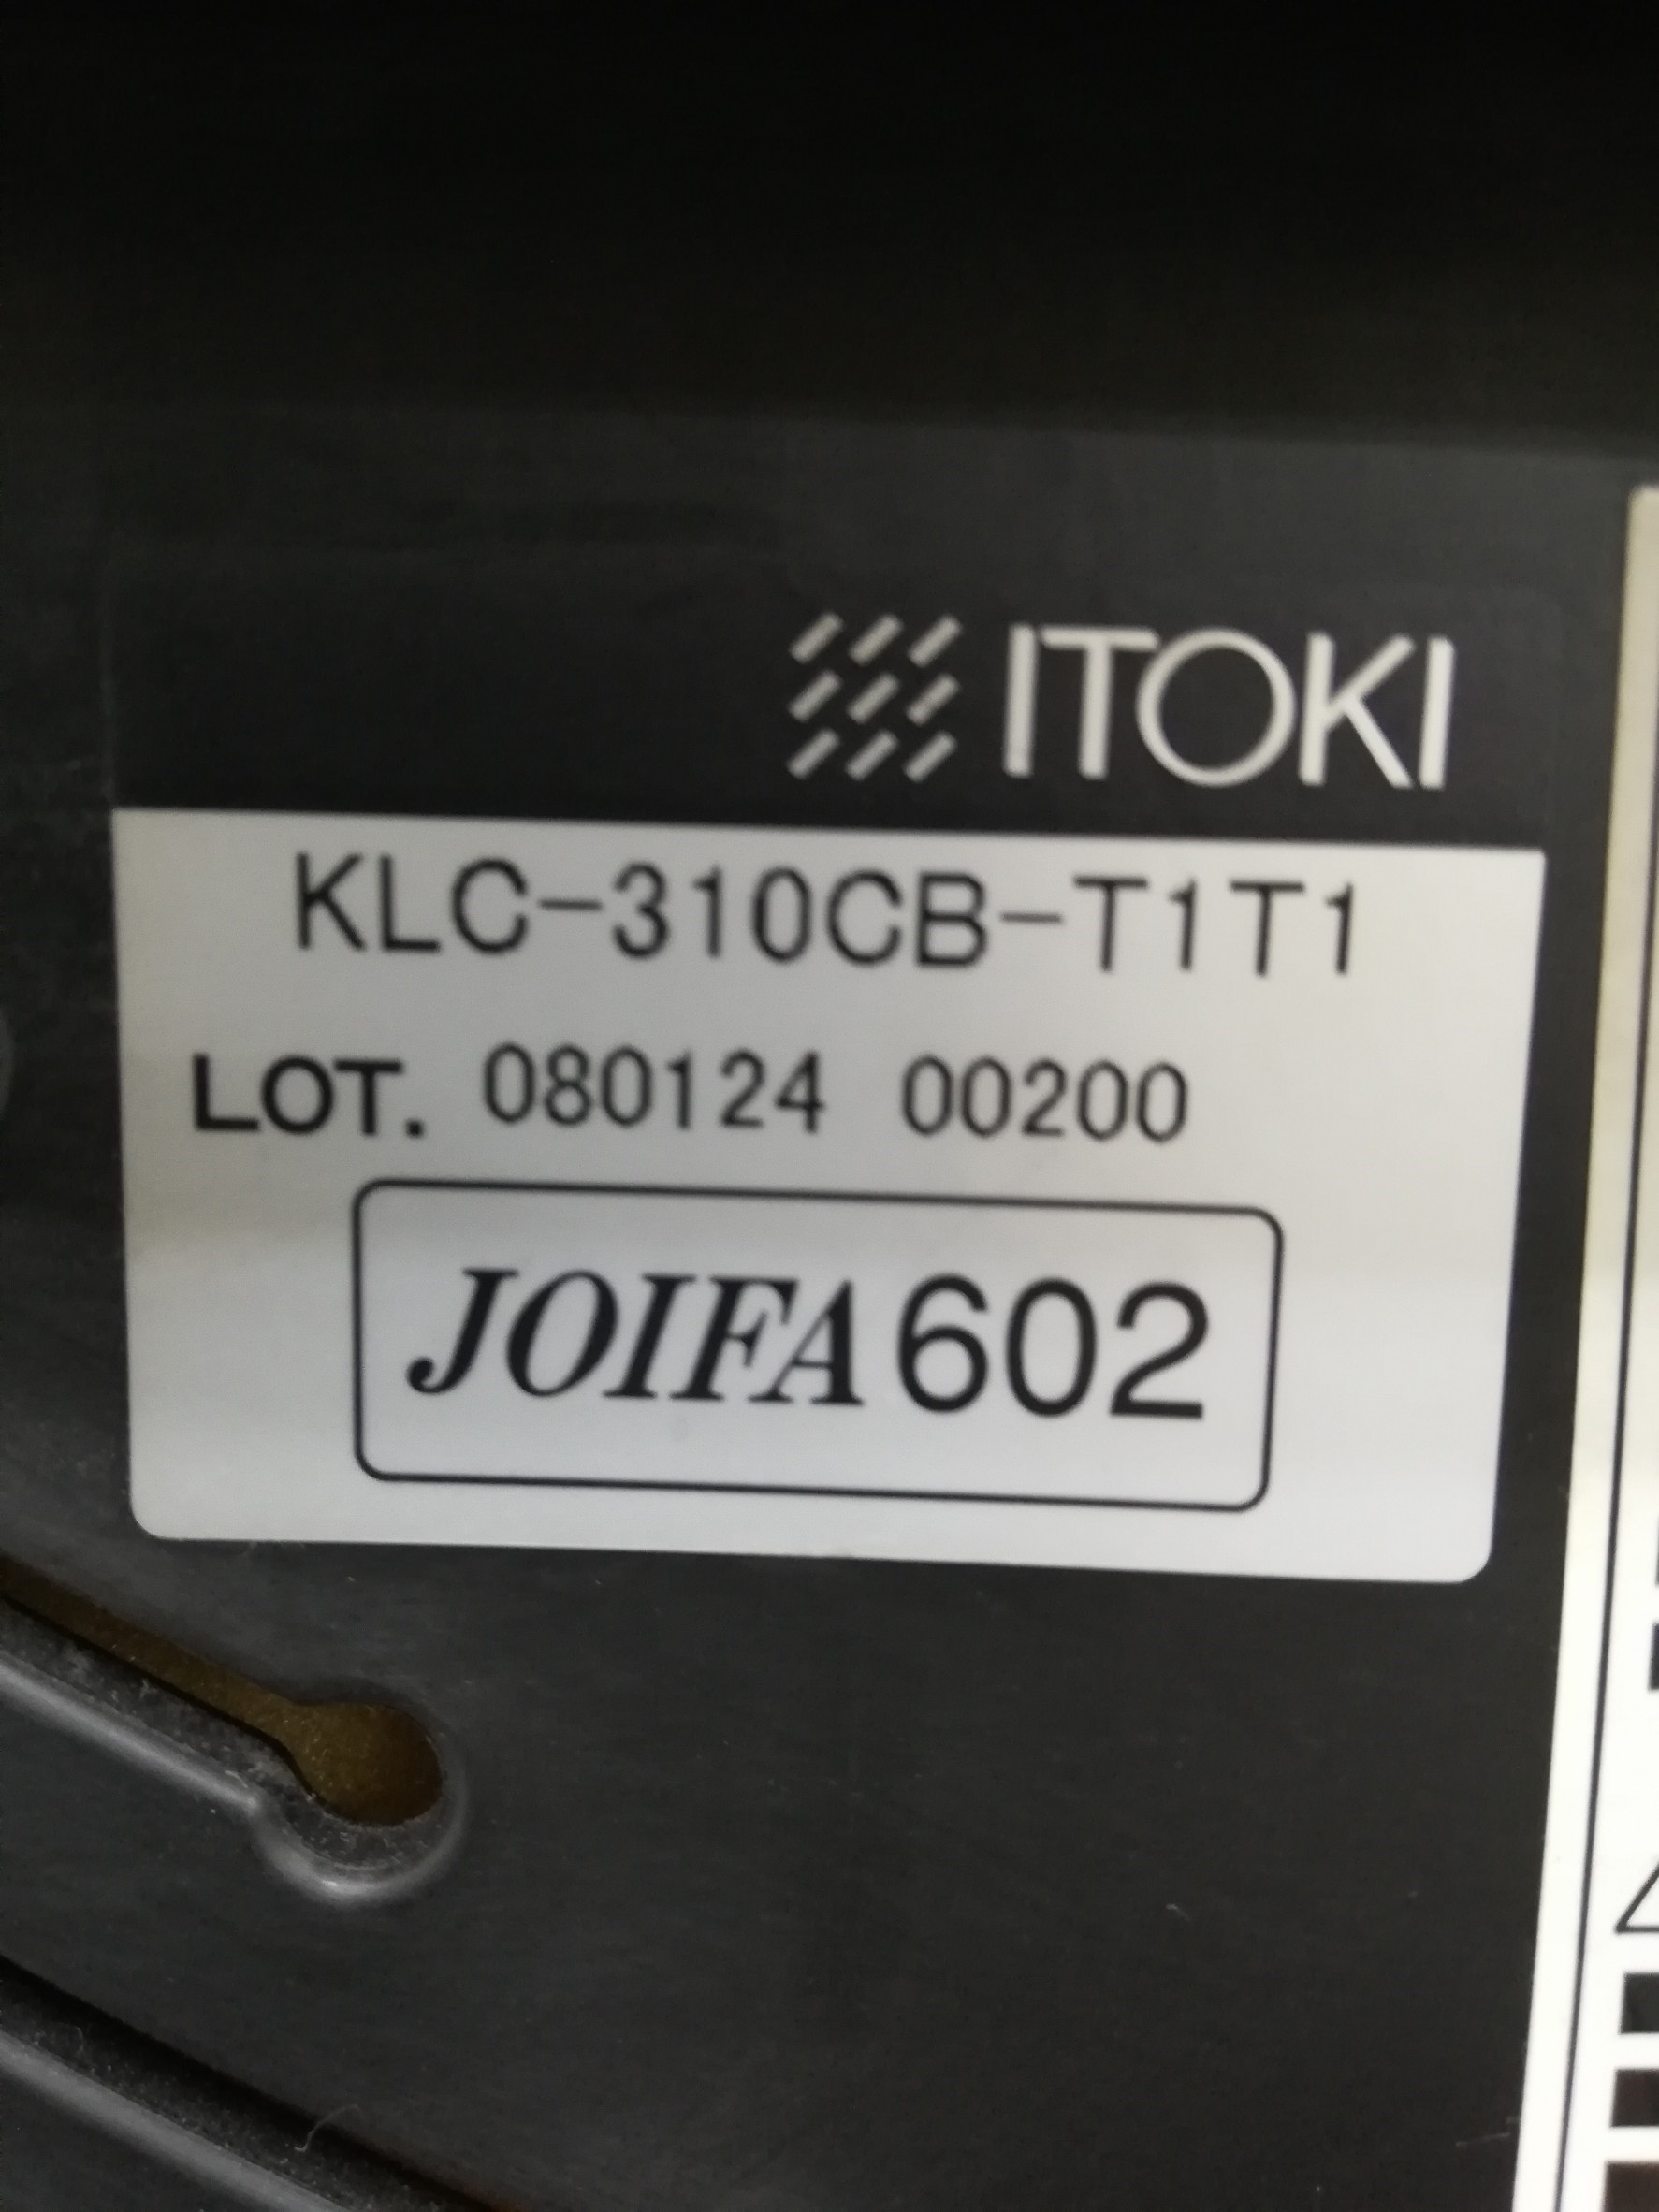 ITOKI
KLC-310CB-T1T1
LOT. 080124 00200
JOIFA602